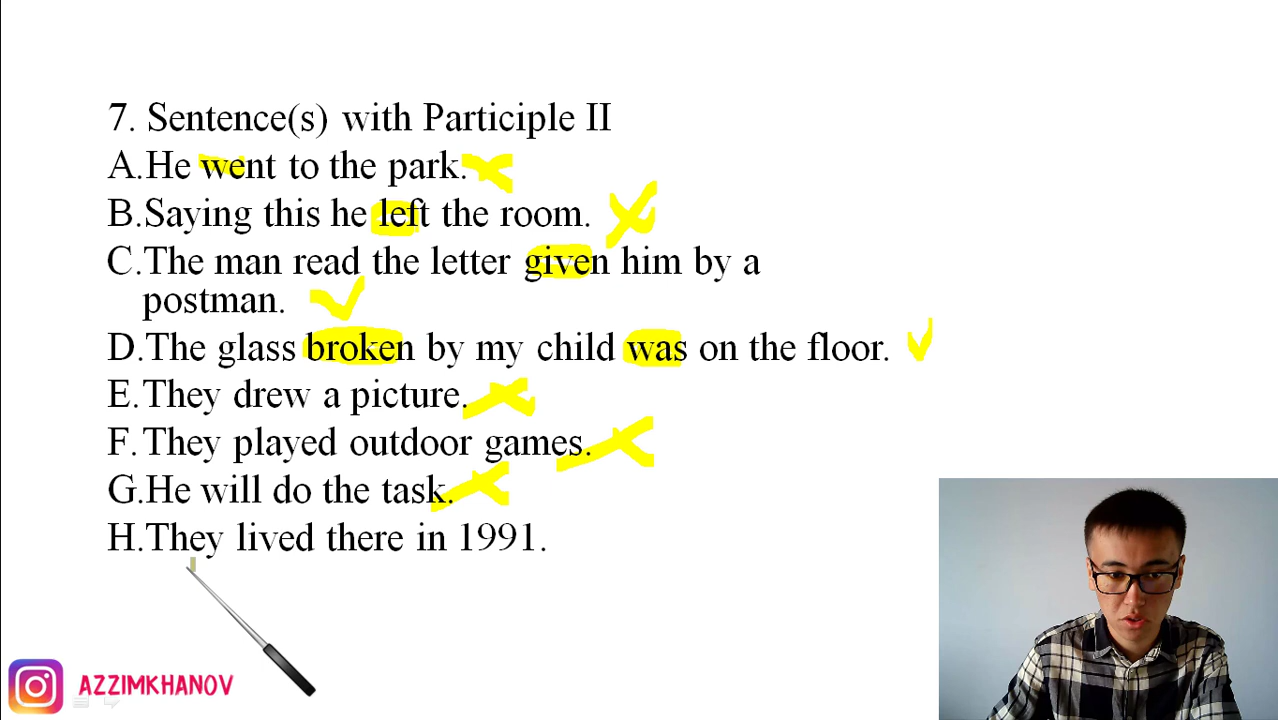 7. Sentence(s) with Participle II
A.He went to the park.
B.Saying this he left the room.
C.The man read the letter given him by a
postman.
D.The glass broken by my child was on the floor.
E.They drew a picture.
F.They played outdoor games.
G.He will do the task.
H.They lived there in 1991.
AZZIMKHANOV